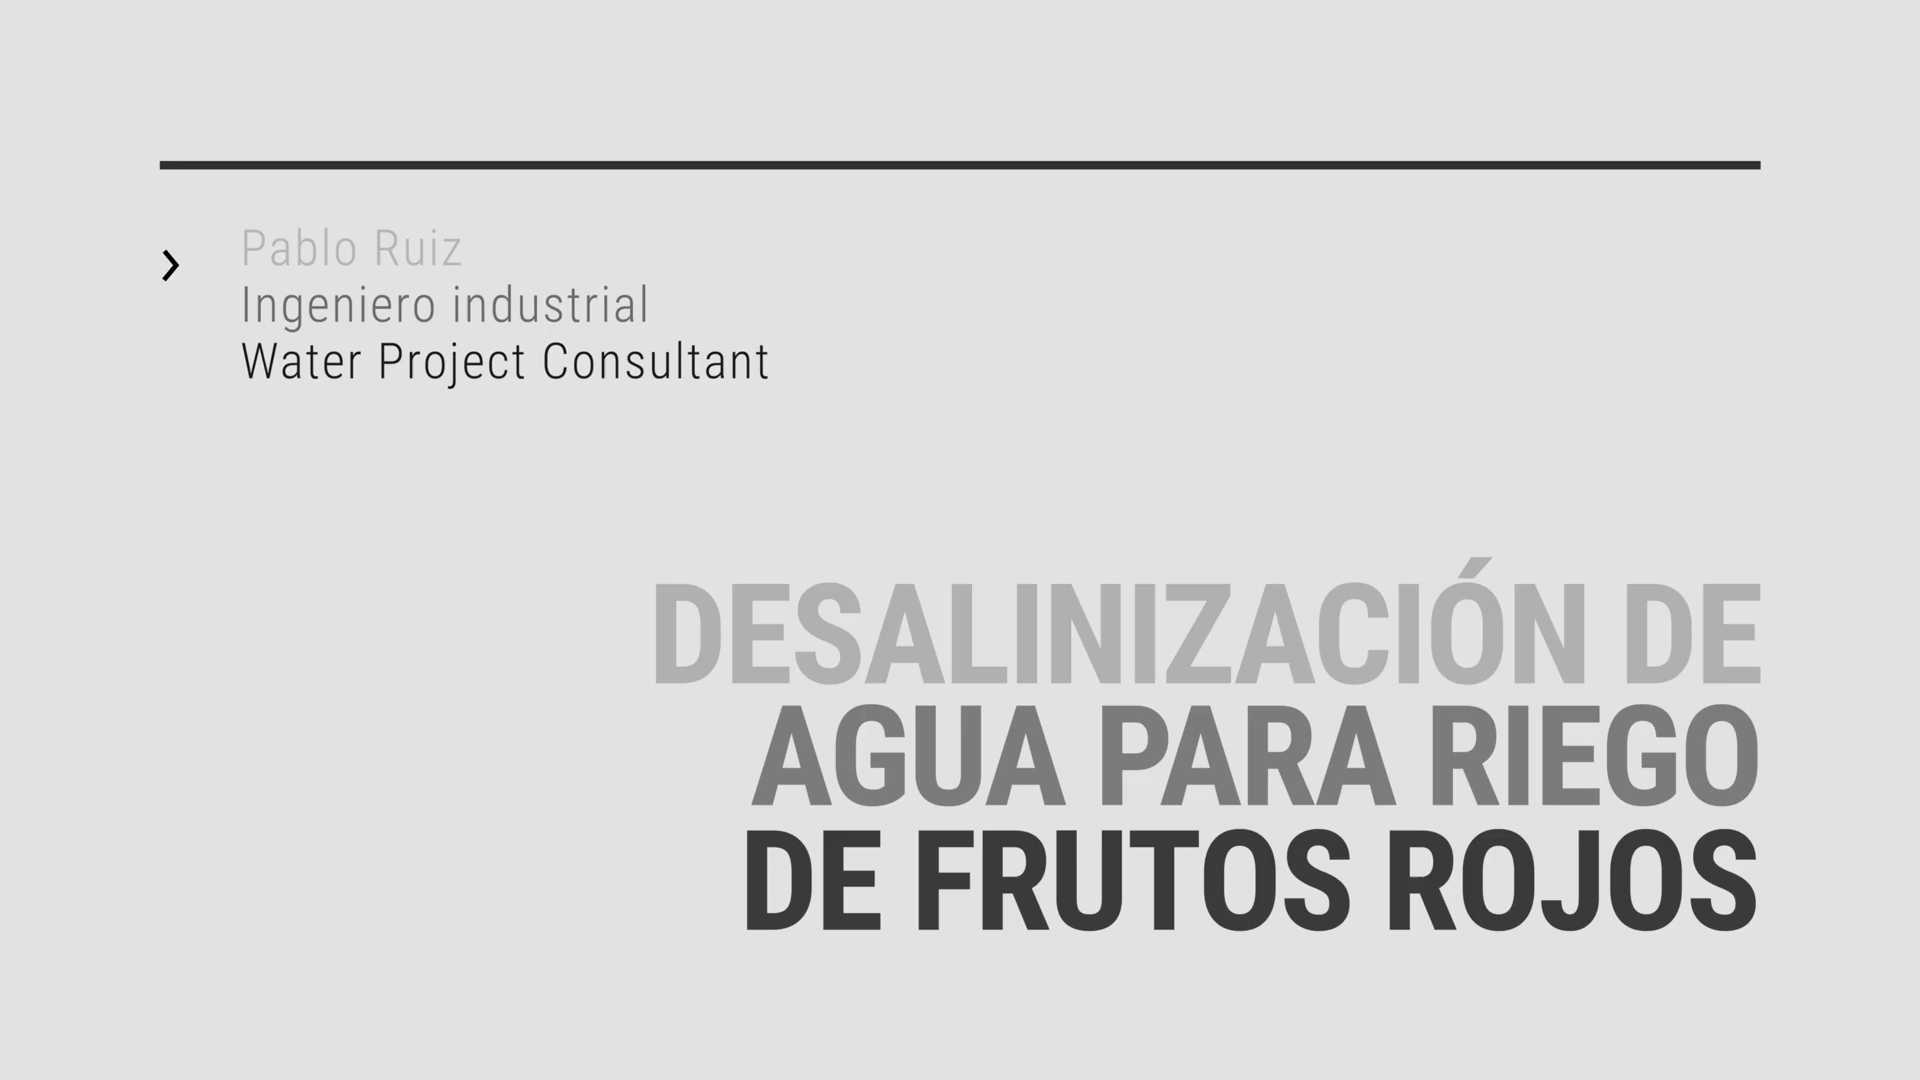 Pablo Ruiz
Ingeniero industrial
Water Project Consultant
DESALINIZACIÓN DE
AGUA PARA RIEGO
DE FRUTOS ROJOS